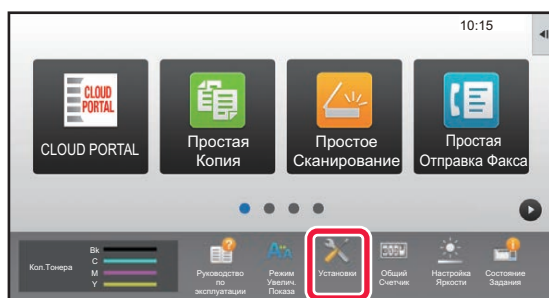 10:15
CLOUD
PORTAL
CLOUD PORTAL
Простая
Копия
Простое
Сканирование
Простая
Отправка Факса
Кол.Тонера
Bk
C
M
Y
Руководство
по
эксплуатации
Режим
Увелич.
Показа
Установки
Общий
Счетчик
Настройка
Яркости
Состояние
Задания